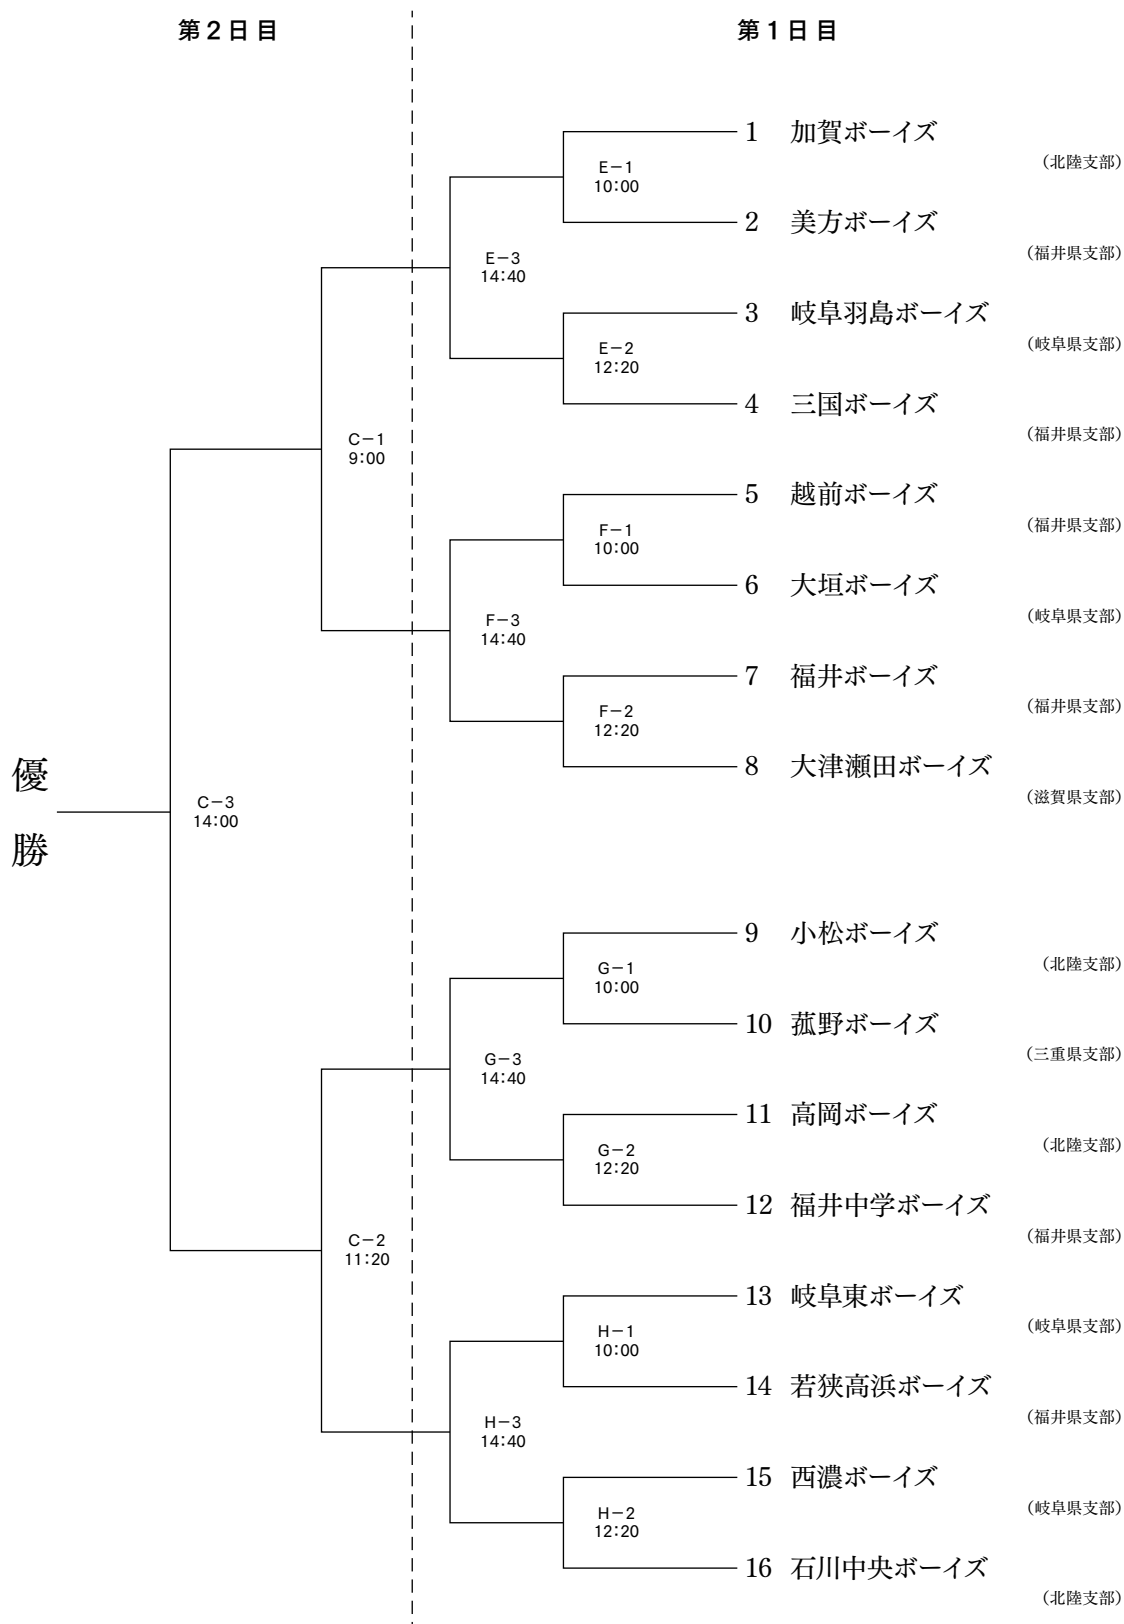 第2日目
第1日目
1 加賀ボーイズ
(北陸支部)
E-1
10:00
2 美方ボーイズ
(福井県支部)
E-3
14:40
3 岐阜羽島ボーイズ
(岐阜県支部)
E-2
12:20
4 三国ボーイズ
(福井県支部)
C-1
9:00
5 越前ボーイズ
(福井県支部)
F-1
10:00
6 大垣ボーイズ
(岐阜県支部)
F-3
14:40
7 福井ボーイズ
(福井県支部)
F-2
12:20
8 大津瀬田ボーイズ
(滋賀県支部)
優勝
C-3
14:00
9 小松ボーイズ
(北陸支部)
G-1
10:00
10 菰野ボーイズ
(三重県支部)
G-3
14:40
11 高岡ボーイズ
(北陸支部)
G-2
12:20
12 福井中学ボーイズ
(福井県支部)
C-2
11:20
13 岐阜東ボーイズ
(岐阜県支部)
H-1
10:00
14 若狭高浜ボーイズ
(福井県支部)
H-3
14:40
15 西濃ボーイズ
(岐阜県支部)
H-2
12:20
16 石川中央ボーイズ
(北陸支部)